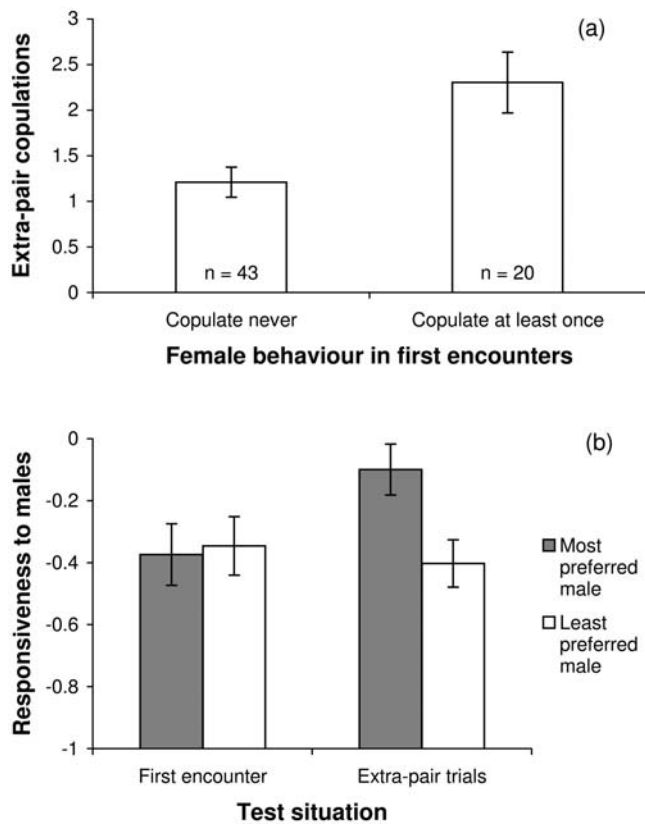 (a)
Extra-pair copulations
3
2.5
2
1.5
1
0.5
0
n = 43
n = 20
Copulate never
Copulate at least once
Female behaviour in first encounters
(b)
Responsiveness to males
0
-0.2
-0.4
-0.6
-0.8
-1
Most
preferred
male
Least
preferred
male
First encounter
Extra-pair trials
Test situation